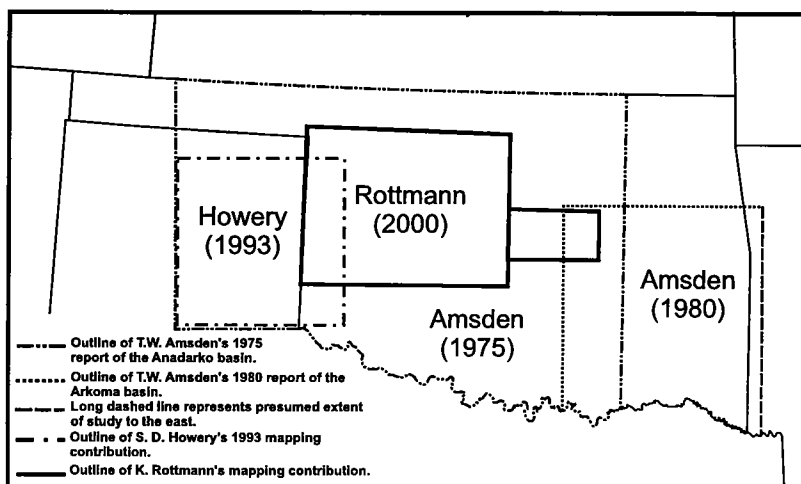 Howery
(1993)
Rottmann
(2000)
Amsden
(1980)
Amsden
(1975)
Outline of T.W. Amsden's 1975
report of the Anadarko basin.
Outline of T.W. Amsden's 1980 report of the
Arkoma basin.
Long dashed line represents presumed extent
of study to the east.
Outline of S. D. Howery's 1993 mapping
contribution.
Outline of K. Rottmann's mapping contribution.